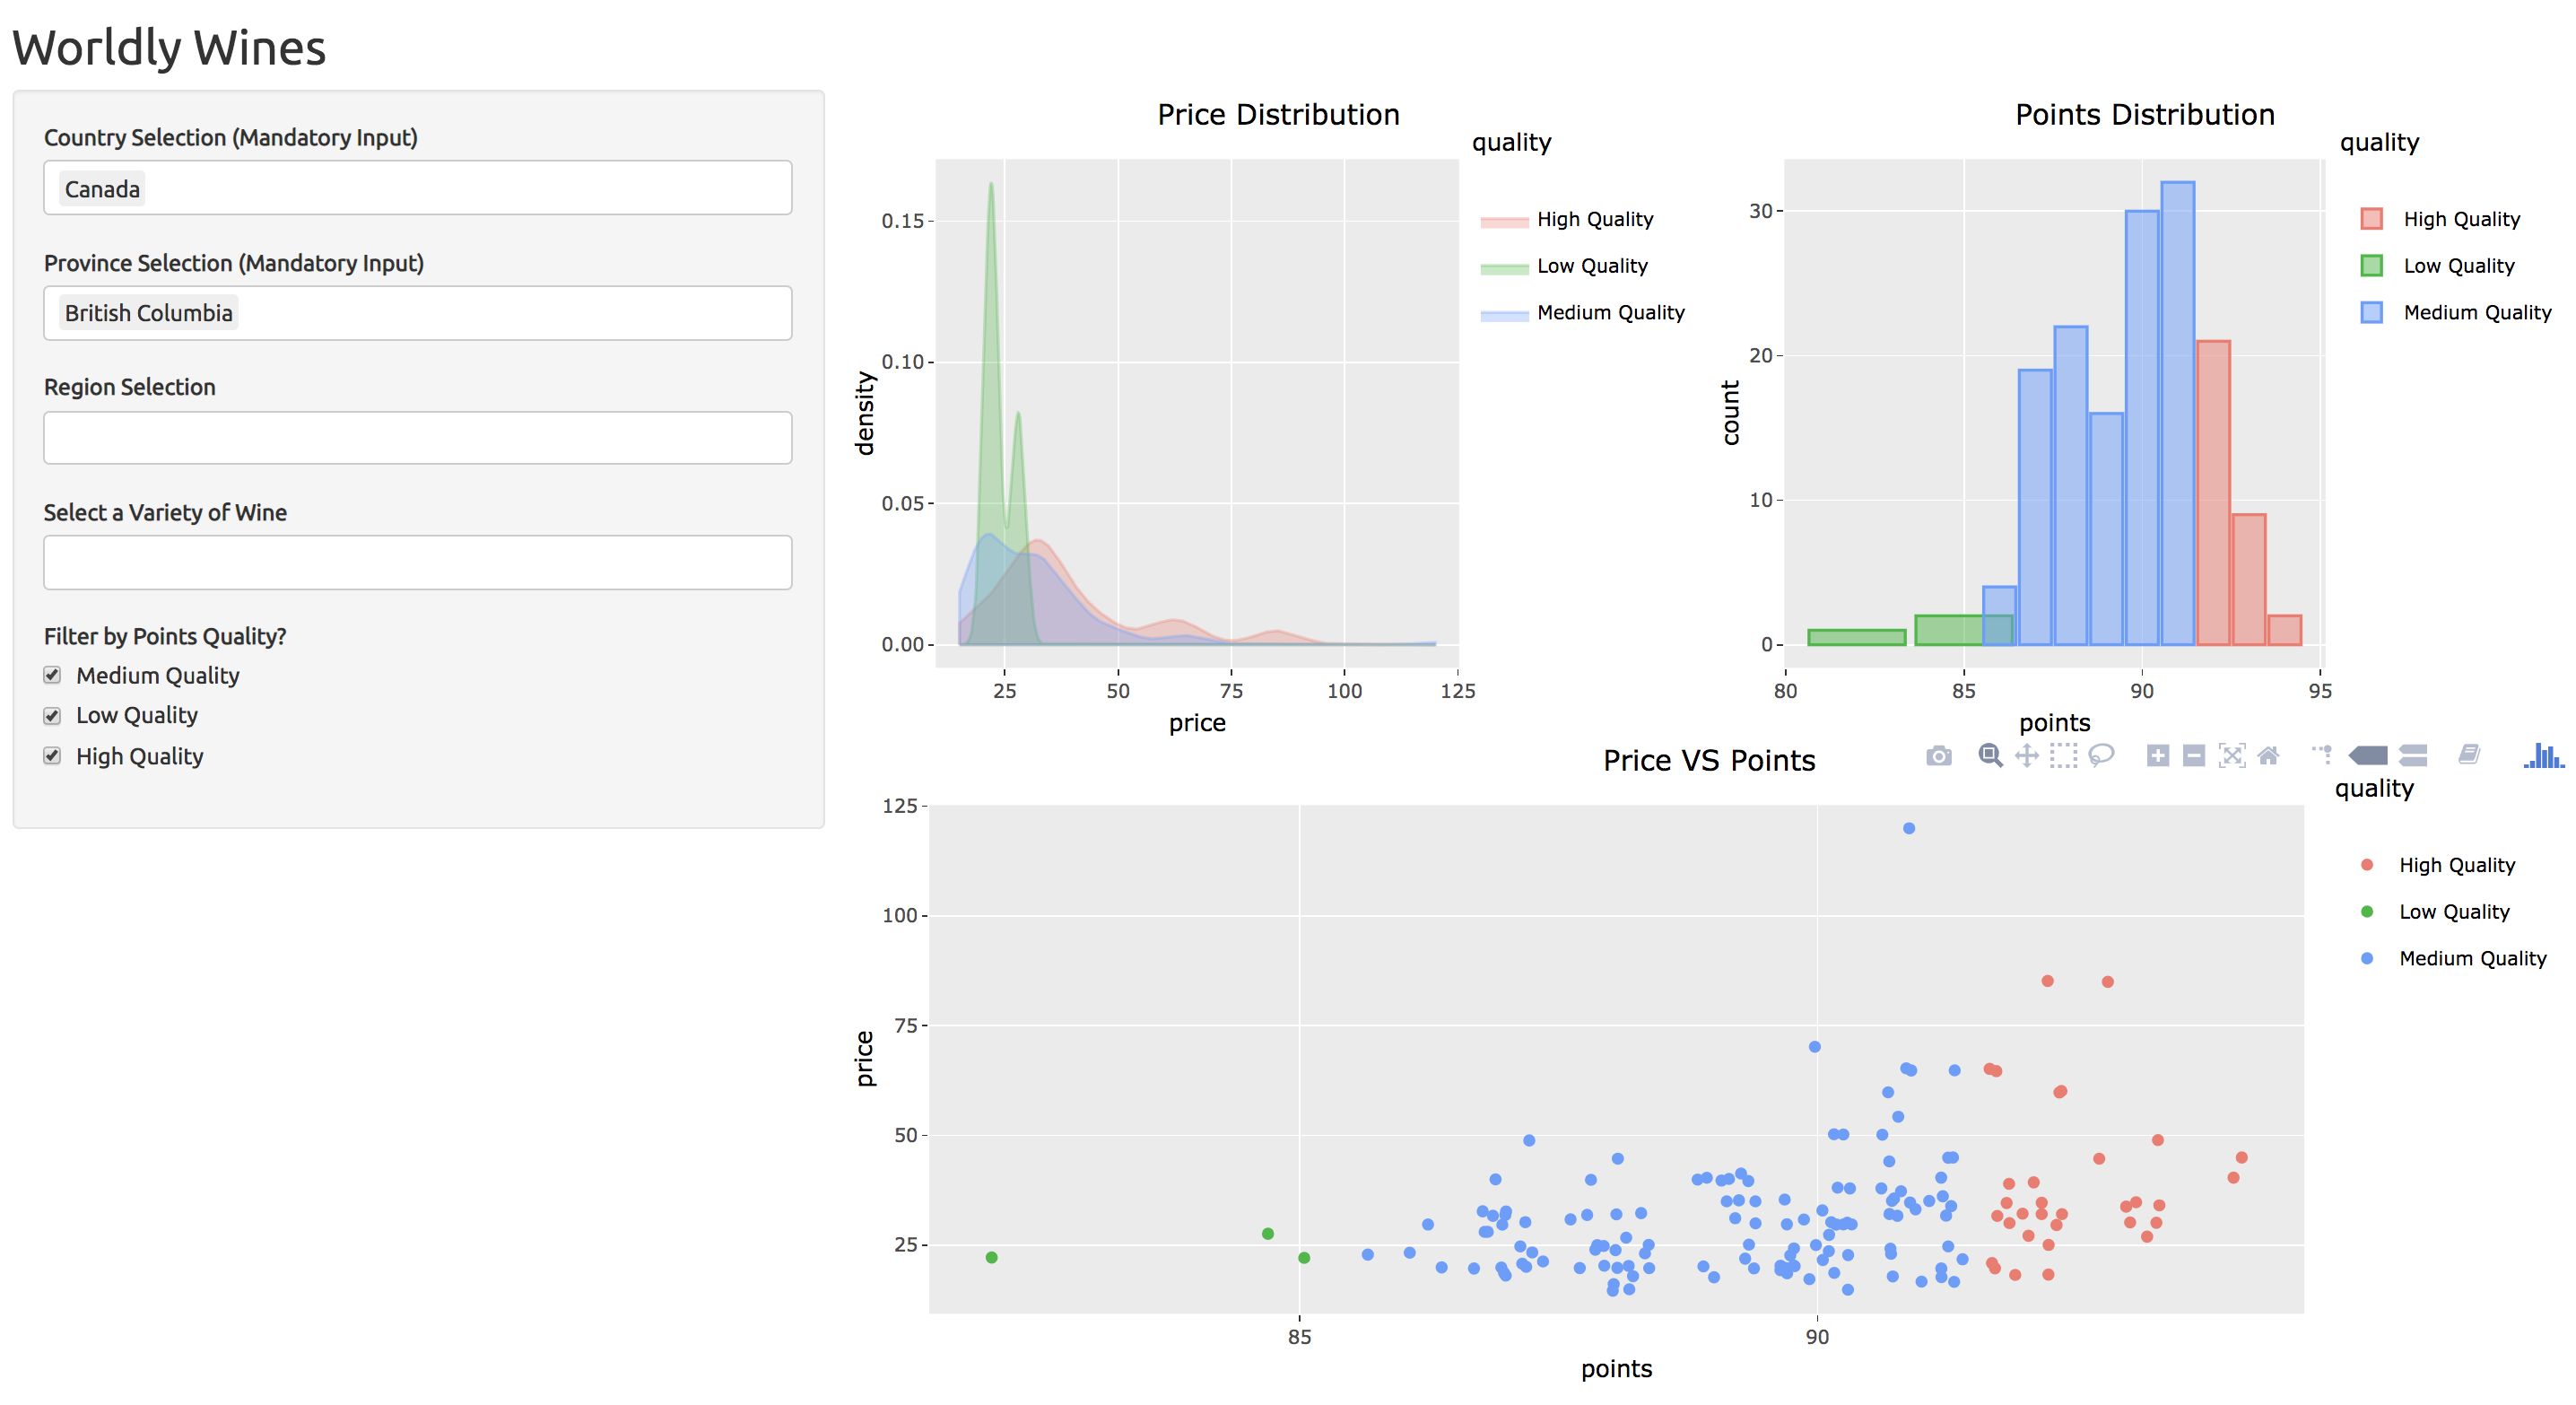 Worldly Wines
Country Selection (Mandatory Input)
Canada
Province Selection (Mandatory Input)
British Columbia
Region Selection
Select a Variety of Wine
Filter by Points Quality?
Medium Quality
Low Quality
High Quality
Price Distribution
quality
High Quality
Low Quality
Medium Quality
0.15
0.10
0.05
0.00
density
25 50 75 100 125
price
Points Distribution
quality
High Quality
Low Quality
Medium Quality
30
20
10
0
count
80 85 90 95
points
Price VS Points
quality
High Quality
Low Quality
Medium Quality
125
100
75
50
25
price
85 90
points